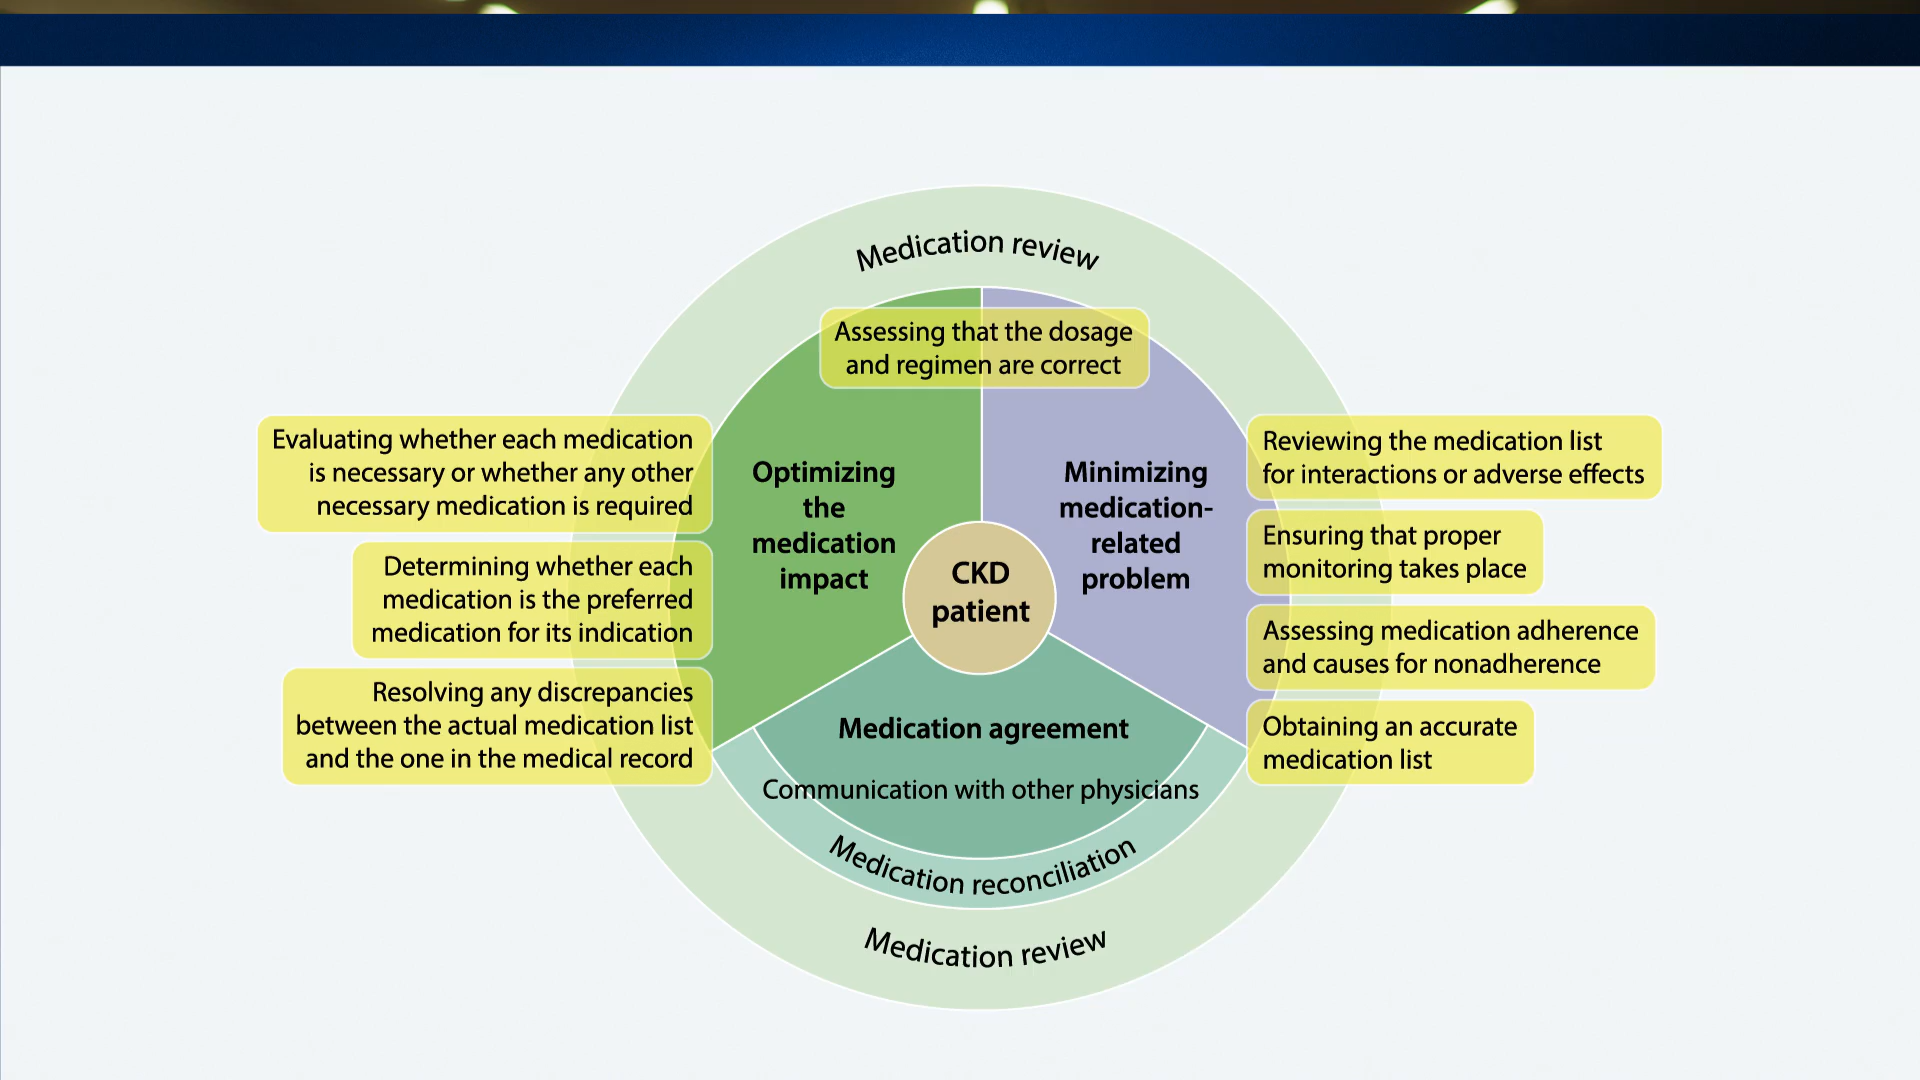 Medication review
Assessing that the dosage
and regimen are correct
Evaluating whether each medication
is necessary or whether any other
necessary medication is required
Determining whether each
medication is the preferred
medication for its indication
Resolving any discrepancies
between the actual medication list
and the one in the medical record
Optimizing
the
medication
impact
CKD
patient
Minimizing
medication-
related
problem
Reviewing the medication list
for interactions or adverse effects
Ensuring that proper
monitoring takes place
Assessing medication adherence
and causes for nonadherence
Obtaining an accurate
medication list
Medication agreement
Communication with other physicians
Medication reconciliation
Medication review